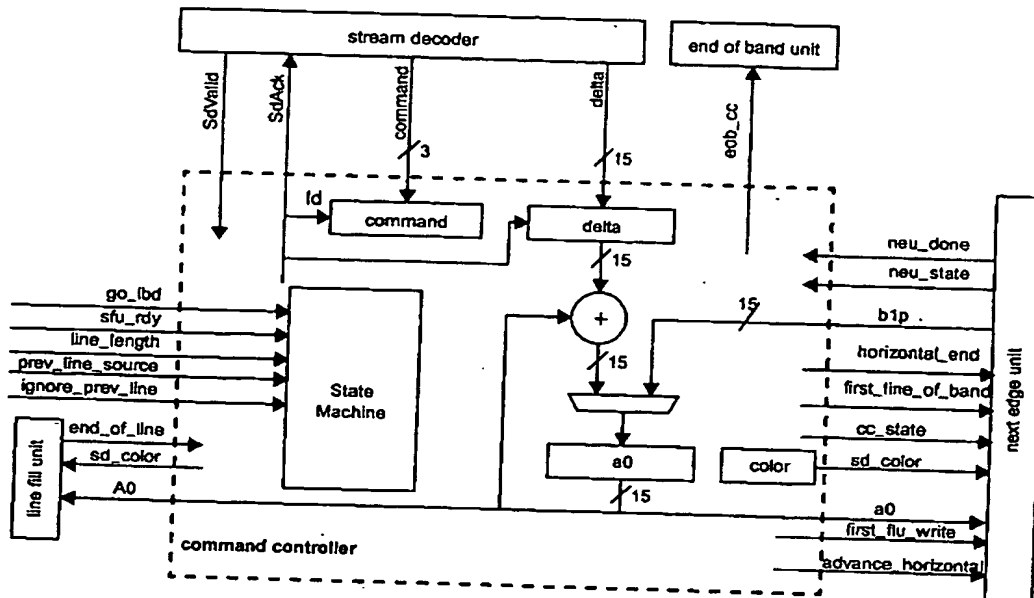 stream decoder
end of band unit
SdValid
SdAck
command
delta
eob_cc
3
15
ld
command
delta
15
neu_done
neu_state
go_lbd
sfu_rdy
line_length
prev_line_source
ignore_prev_line
State
Machine
+
15
b1p
15
horizontal_end
first_line_of_band
cc_state
sd_color
next edge unit
line fill unit
end_of_line
sd_color
A0
a0
color
15
a0
first_flu_write
advance_horizontal
command controller